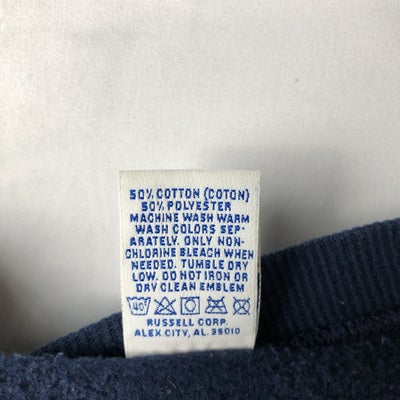 50% COTTON (COTON)
50% POLYESTER
MACHINE WASH WARM
WASH COLORS SEP-
ARATELY. ONLY NON-
CHLORINE BLEACH WHEN
NEEDED. TUMBLE DRY
LOW. DO NOT IRON OR
DRY CLEAN EMBLEM
40°
RUSSELL CORP.
ALEX.CITY, AL. 35010